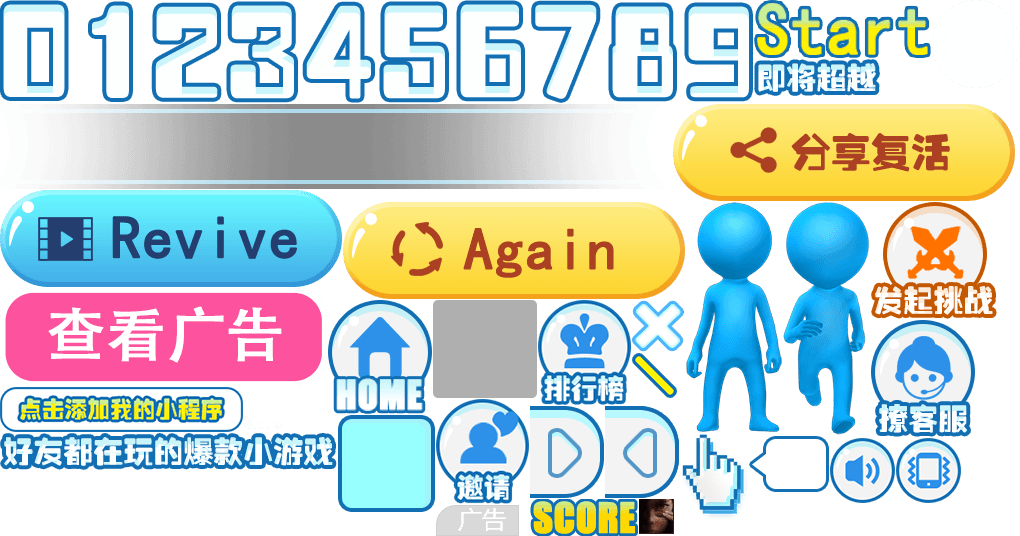 0123456789
Start
即将超越
分享复活
Revive
Again
发起挑战
查看广告
HOME
排行榜
撩客服
点击添加我的小程序
好友都在玩的爆款小游戏
邀请
广告
SCORE